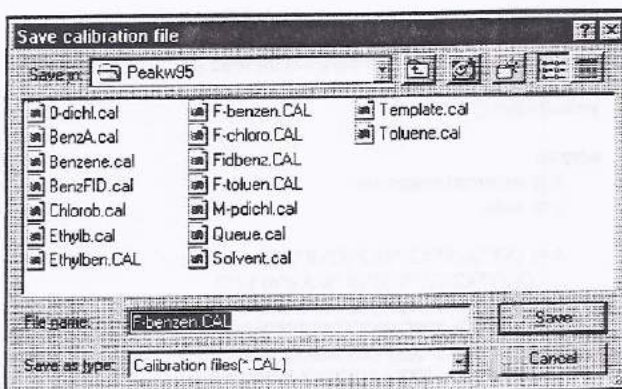 Save calibration file
Save in: Peakw95
0-dichl.cal
BenzA.cal
Benzene.cal
BenzFID.cal
Chlorob.cal
Ethylb.cal
Ethylben.CAL
F-benzen.CAL
F-chloro.CAL
Fidbenz.CAL
F-toluen.CAL
M-pdichl.cal
Queue.cal
Solvent.cal
Template.cal
Toluene.cal
File name: F-benzen.CAL
Save
Save as type: Calibration files(*.CAL)
Cancel